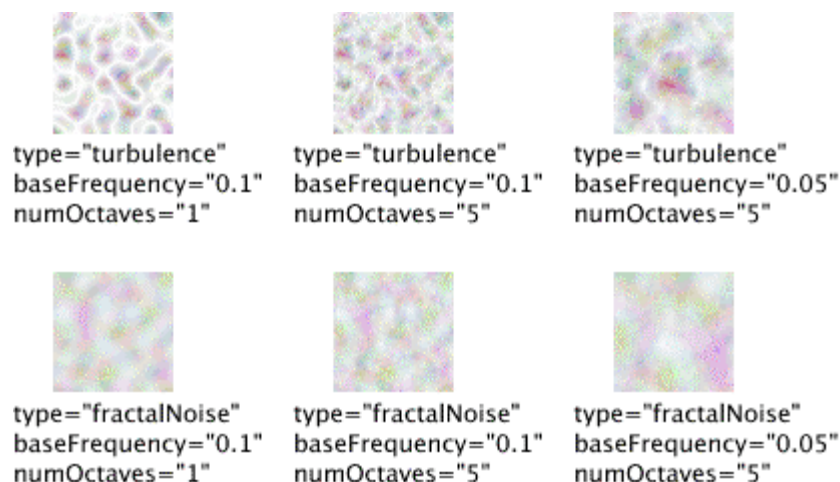 type="turbulence"
baseFrequency="0.1"
numOctaves="1"
type="turbulence"
baseFrequency="0.1"
numOctaves="5"
type="turbulence"
baseFrequency="0.05"
numOctaves="5"
type="fractalNoise"
baseFrequency="0.1"
numOctaves="1"
type="fractalNoise"
baseFrequency="0.1"
numOctaves="5"
type="fractalNoise"
baseFrequency="0.05"
numOctaves="5"